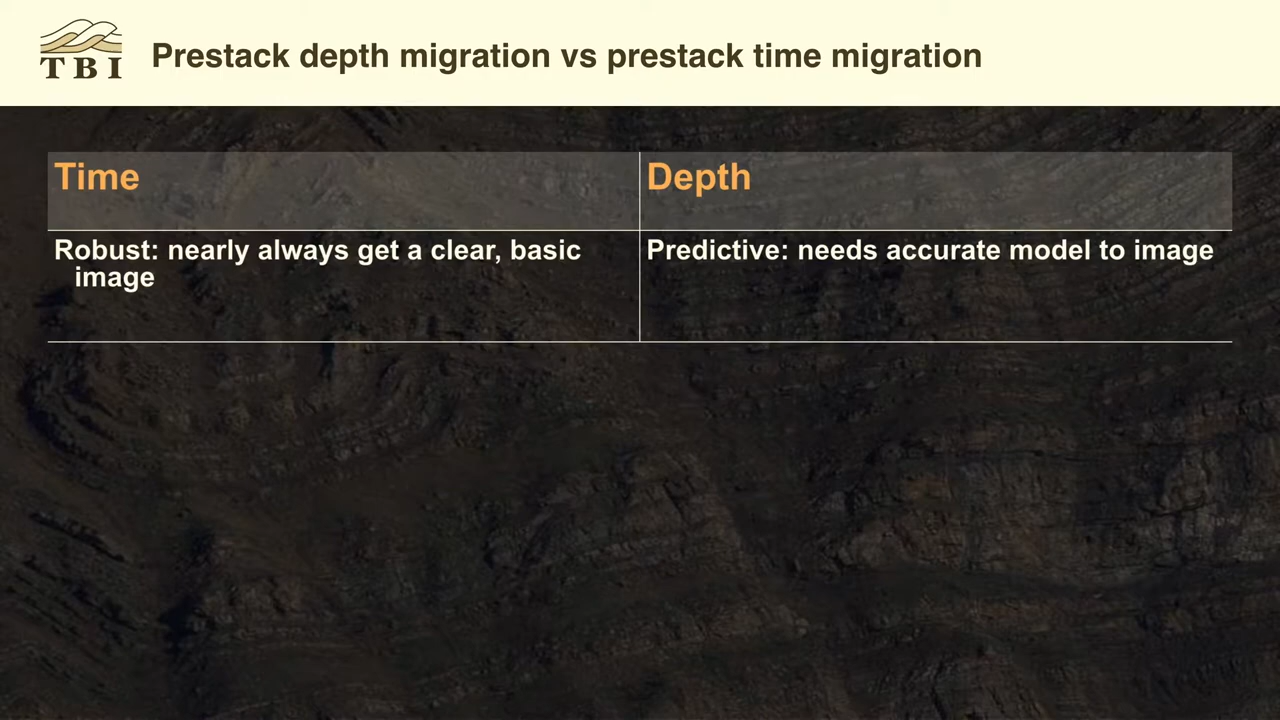 TBI
Prestack depth migration vs prestack time migration
Time
Depth
Robust: nearly always get a clear, basic
image
Predictive: needs accurate model to image